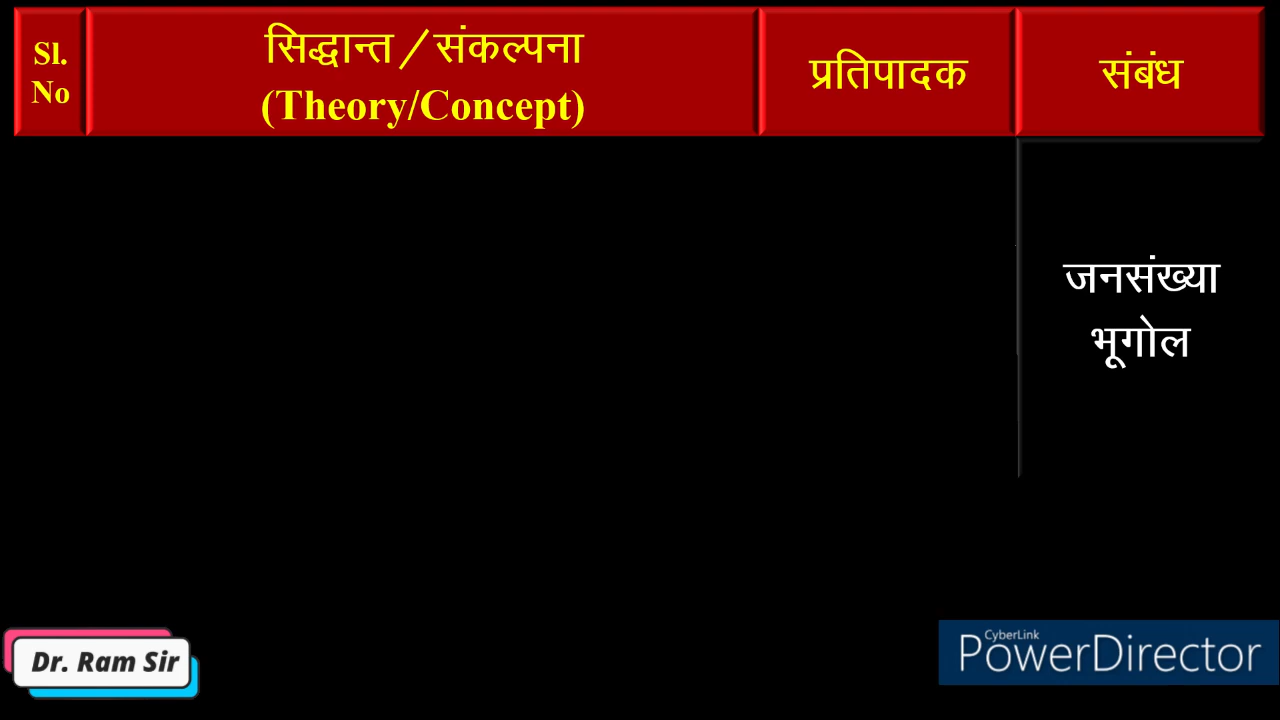 Sl.
No
सिद्धान्त/संकल्पना
(Theory/Concept)
प्रतिपादक
संबंध
जनसंख्या
भूगोल
Dr. Ram Sir
CyberLink
PowerDirector